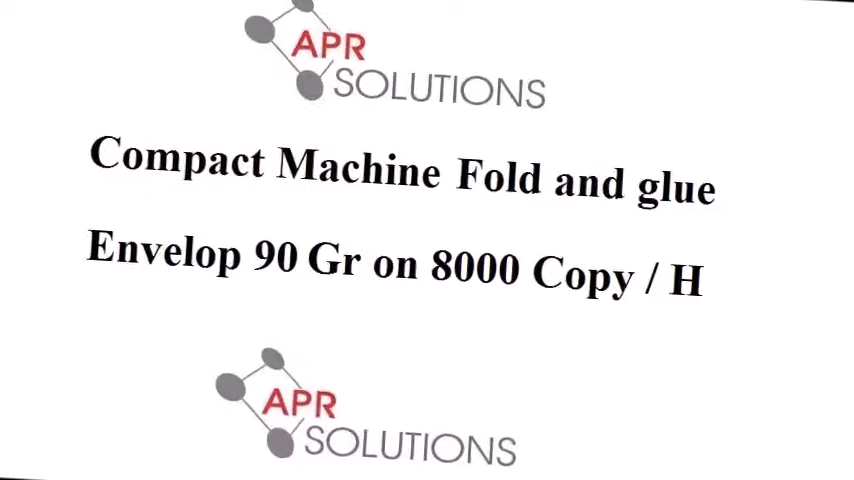 APR
SOLUTIONS
Compact Machine Fold and glue
Envelop 90 Gr on 8000 Copy / H
APR
SOLUTIONS